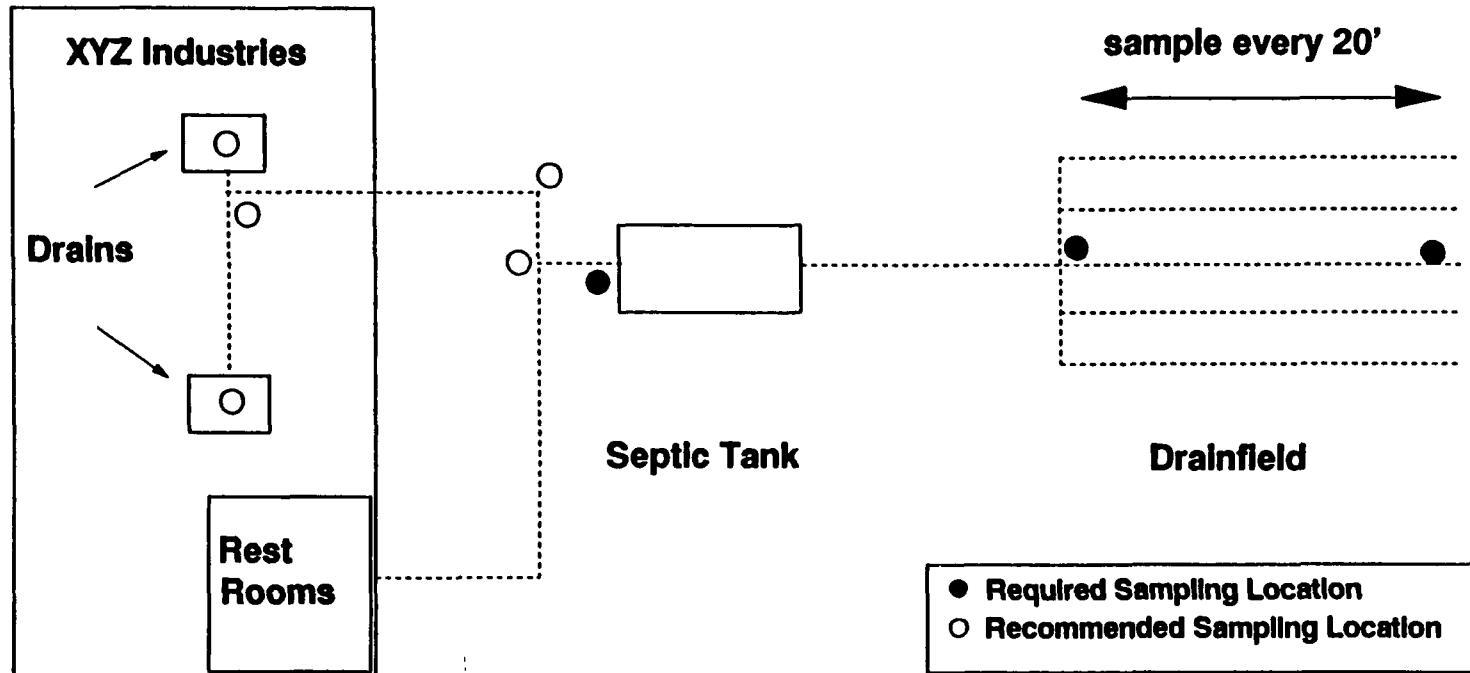 XYZ Industries
sample every 20'
Drains
Septic Tank
Drainfield
Rest
Rooms
Required Sampling Location
Recommended Sampling Location